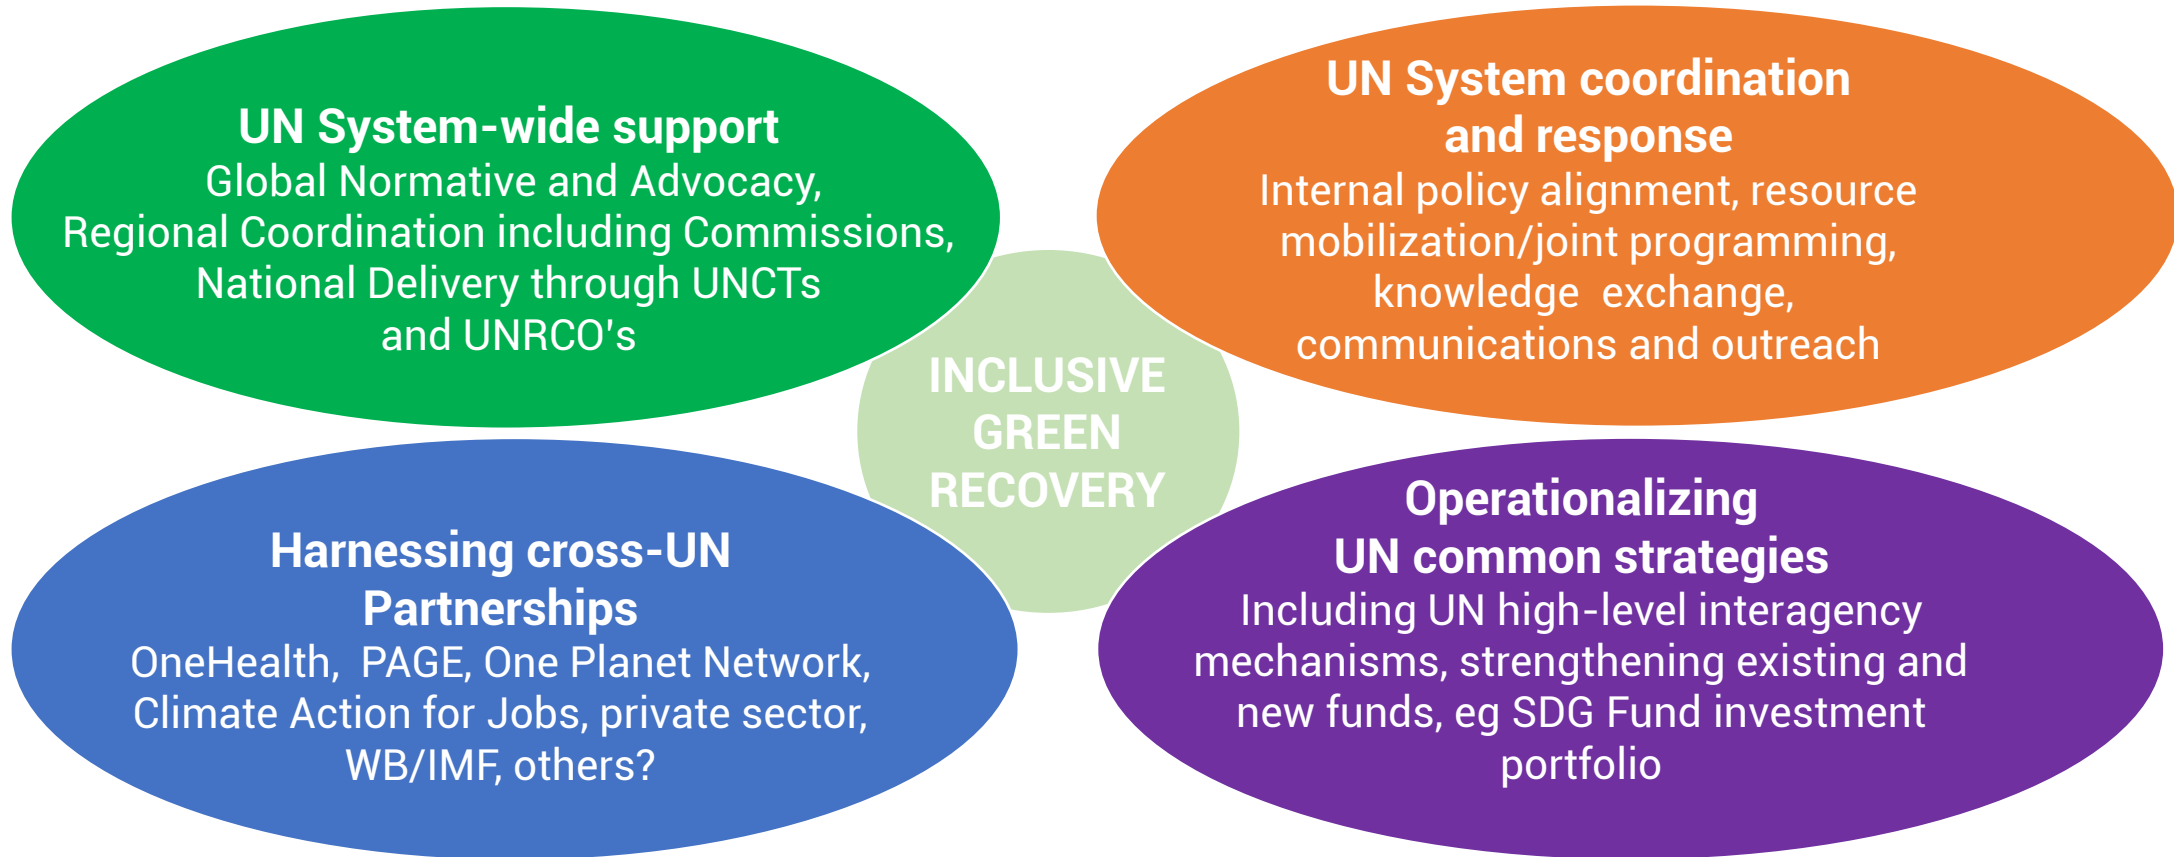 UN System-wide support
Global Normative and Advocacy,
Regional Coordination including Commissions,
National Delivery through UNCTs
and UNRCO's
UN System coordination
and response
Internal policy alignment, resource
mobilization/joint programming,
knowledge  exchange,
communications and outreach
INCLUSIVE
GREEN
RECOVERY
Harnessing cross-UN
Partnerships
OneHealth,  PAGE, One Planet Network,
Climate Action for Jobs, private sector,
WB/IMF, others?
Operationalizing
UN common strategies
Including UN high-level interagency
mechanisms, strengthening existing and
new funds, eg SDG Fund investment
portfolio